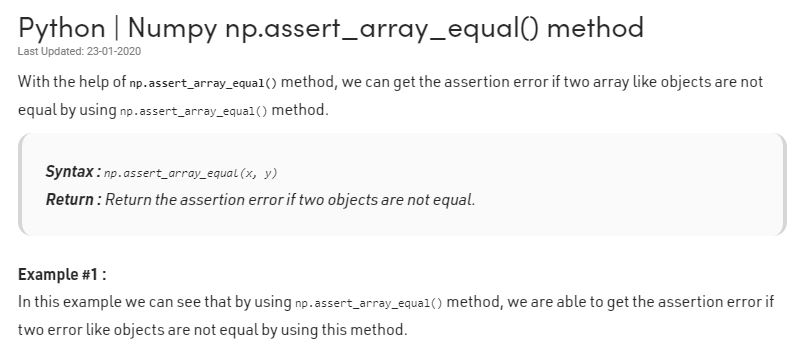 Python | Numpy np.assert_array_equal() method
Last Updated: 23-01-2020
With the help of np.assert_array_equal() method, we can get the assertion error if two array like objects are not
equal by using np.assert_array_equal() method.
Syntax : np.assert_array_equal(x, y)
Return : Return the assertion error if two objects are not equal.
Example #1 :
In this example we can see that by using np.assert_array_equal() method, we are able to get the assertion error if
two error like objects are not equal by using this method.